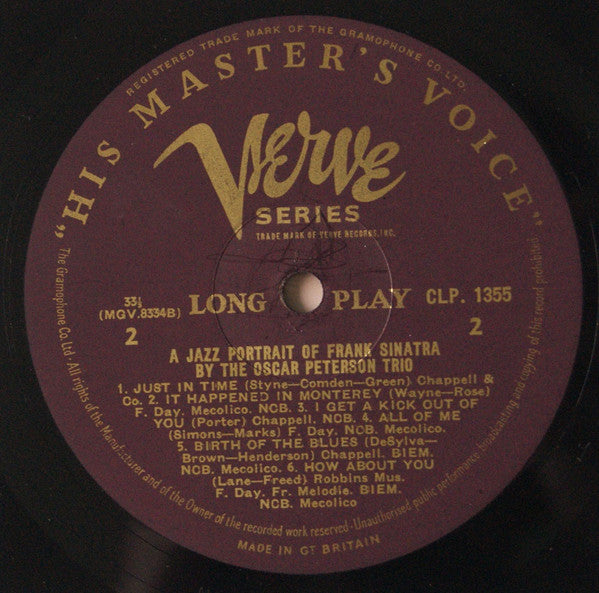 REGISTERED TRADE MARK OF THE GRAMOPHONE CO. LTD.
"HIS MASTER'S VOICE"
Verve
SERIES
TRADE MARK OF VERVE RECORDS, INC.
33⅓
(MGV.8334B)
LONG PLAY
CLP. 1355
2
2
A JAZZ PORTRAIT OF FRANK SINATRA
BY THE OSCAR PETERSON TRIO
1. JUST IN TIME (Styne—Comden—Green) Chappell &
Co. 2. IT HAPPENED IN MONTEREY (Wayne—Rose)
F. Day. Mecolico. NCB. 3. I GET A KICK OUT OF
YOU (Porter) Chappell. NCB. 4. ALL OF ME
(Simons—Marks) F. Day. NCB. Mecolico.
5. BIRTH OF THE BLUES (DeSylva—
Brown—Henderson) Chappell. BIEM.
NCB. Mecolico. 6. HOW ABOUT YOU
(Lane—Freed) Robbins Mus.
F. Day. Fr. Melodie. BIEM.
NCB. Mecolico
The Gramophone Co. Ltd. All rights of the Manufacturer and of the Owner of the recorded work reserved · Unauthorised public performance, broadcasting and copying of this record prohibited
MADE IN GT BRITAIN